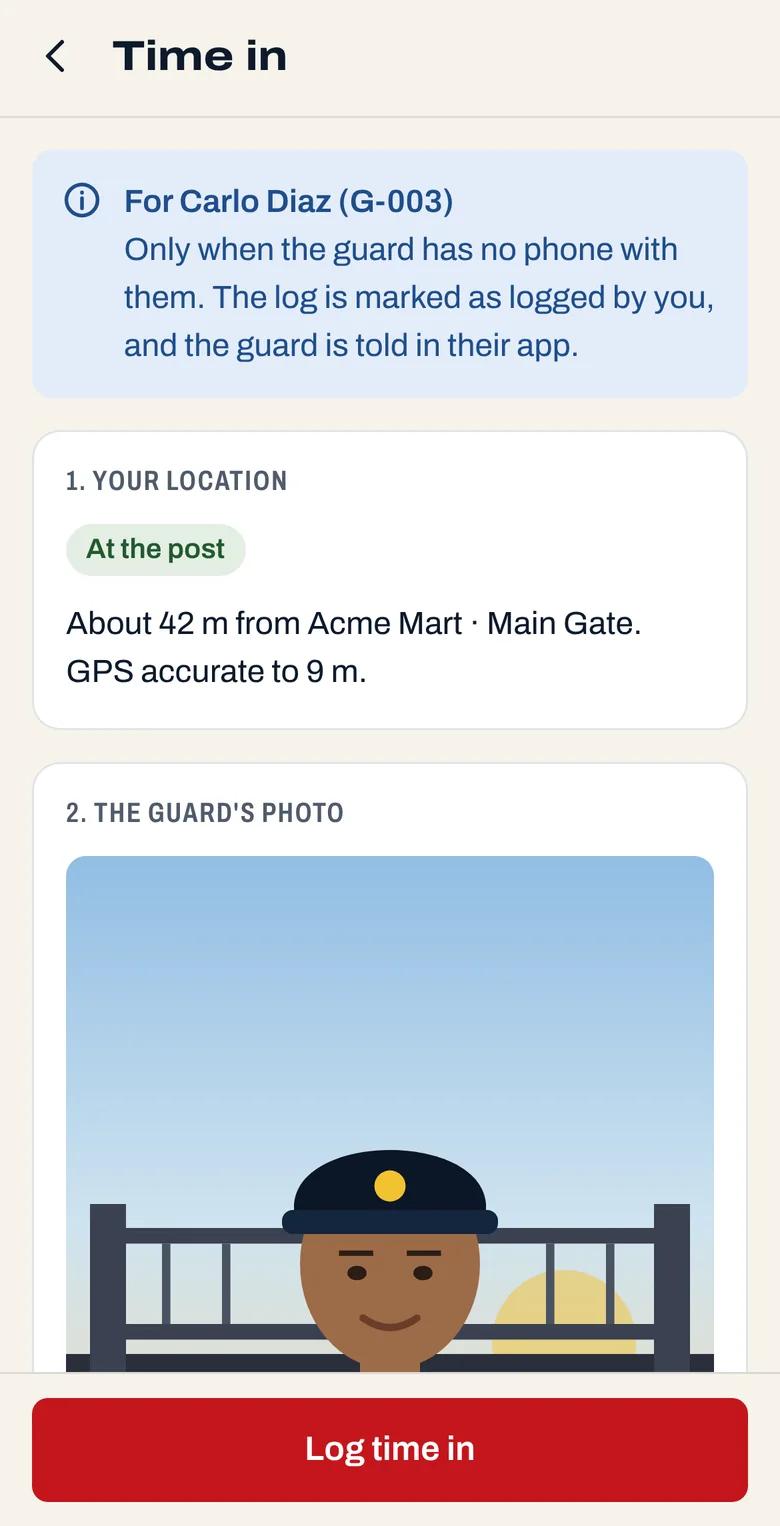 Time in
For Carlo Diaz (G-003)
Only when the guard has no phone with
them. The log is marked as logged by you,
and the guard is told in their app.
1. YOUR LOCATION
At the post
About 42 m from Acme Mart · Main Gate.
GPS accurate to 9 m.
2. THE GUARD'S PHOTO
Log time in